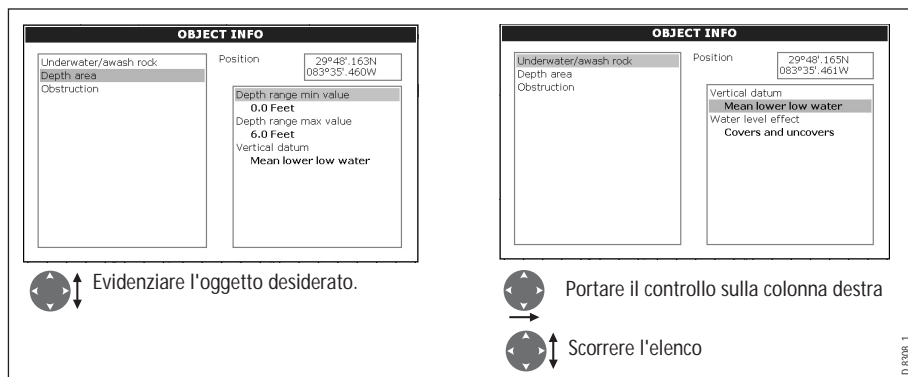 OBJECT INFO
Underwater/awash rock
Depth area
Obstruction
Position
29°48'.163N
083°35'.460W
Depth range min value
0.0 Feet
Depth range max value
6.0 Feet
Vertical datum
Mean lower low water
Evidenziare l'oggetto desiderato.
OBJECT INFO
Underwater/awash rock
Depth area
Obstruction
Position
29°48'.165N
083°35'.461W
Vertical datum
Mean lower low water
Water level effect
Covers and uncovers
Portare il controllo sulla colonna destra
Scorrere l'elenco
D 8308_1